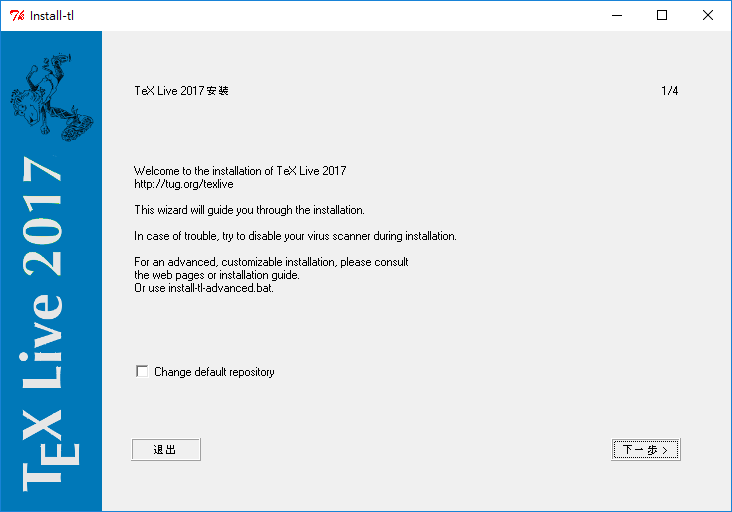 Install-tl
TeX Live 2017 安装
1/4
Welcome to the installation of TeX Live 2017
http://tug.org/texlive
This wizard will guide you through the installation.
In case of trouble, try to disable your virus scanner during installation.
For an advanced, customizable installation, please consult
the web pages or installation guide.
Or use install-tl-advanced.bat.
Change default repository
退出
下一步 >
TEX Live 2017